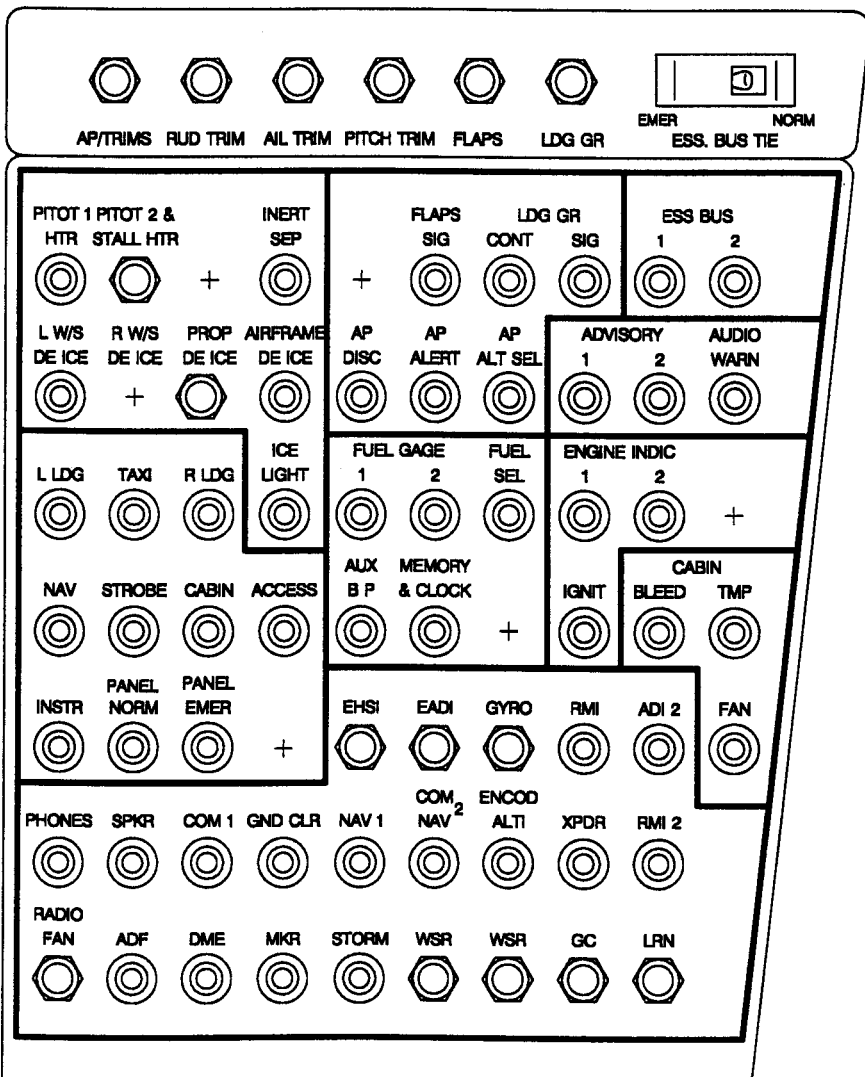 EMER NORM
AP/TRIMS RUD TRIM AIL TRIM PITCH TRIM FLAPS LDG GR ESS. BUS TIE
PITOT 1 PITOT 2 & INERT FLAPS LDG GR ESS BUS
HTR STALL HTR SEP SIG CONT SIG 1 2
L W/S R W/S PROP AIRFRAME AP AP AP ADVISORY AUDIO
DE ICE DE ICE DE ICE DE ICE DISC ALERT ALT SEL 1 2 WARN
ICE FUEL GAGE FUEL ENGINE INDIC
L LDG TAXI R LDG LIGHT 1 2 SEL 1 2
AUX MEMORY CABIN
NAV STROBE CABIN ACCESS B P & CLOCK IGNIT BLEED TMP
PANEL PANEL
INSTR NORM EMER EHSI EADI GYRO RMI ADI 2 FAN
COM 2 ENCOD
PHONES SPKR COM 1 GND CLR NAV 1 NAV ALTI XPDR RMI 2
RADIO
FAN ADF DME MKR STORM WSR WSR GC LRN